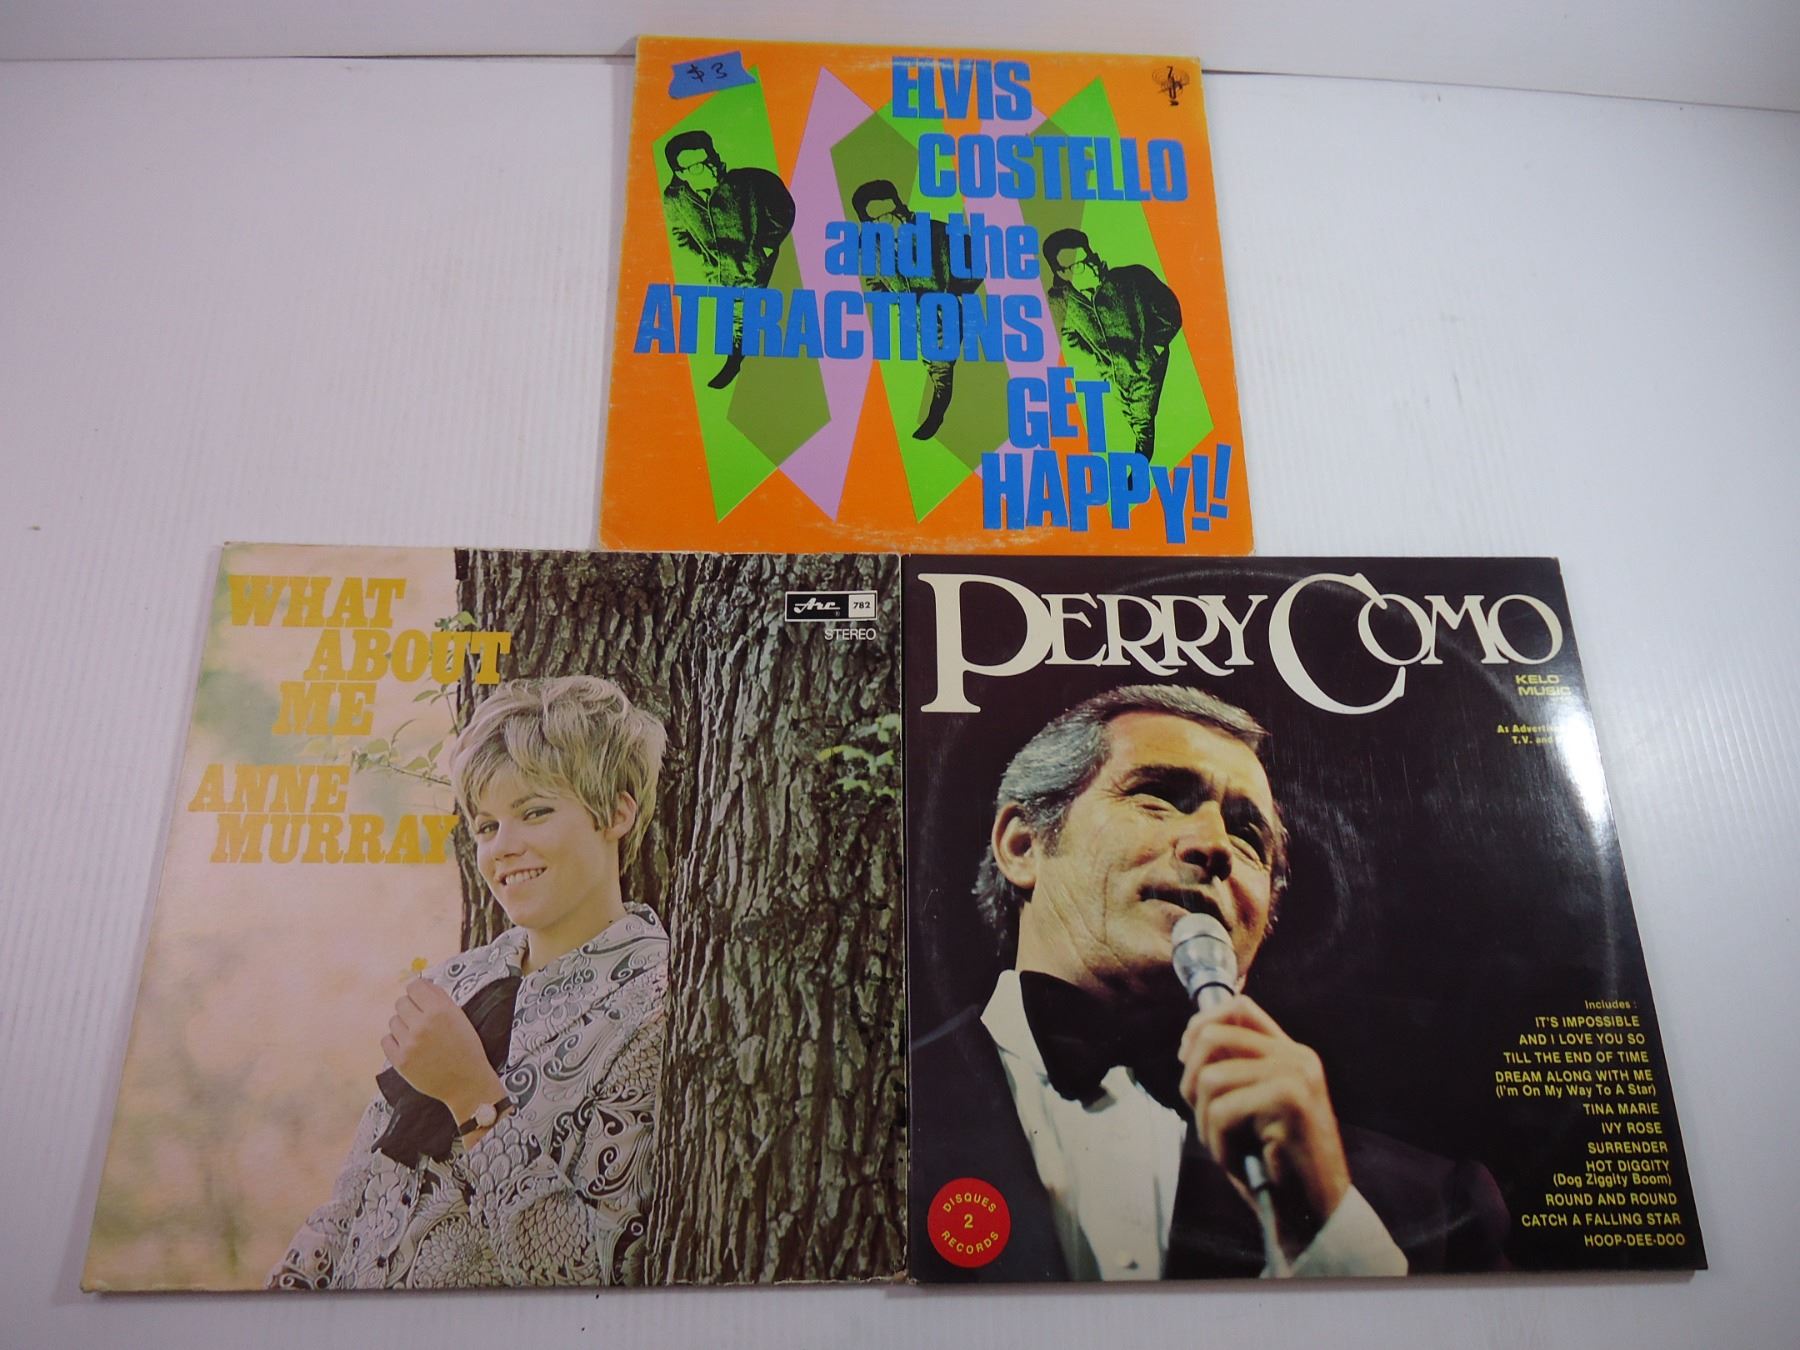 $3
ELVIS
COSTELLO
and the
ATTRACTIONS
GET
HAPPY!!
WHAT
ABOUT
ME
ANNE
MURRAY
Arc 782
STEREO
PERRY COMO
KELO
MUSIC
As Advertis
T.V. and
Includes :
IT'S IMPOSSIBLE
AND I LOVE YOU SO
TILL THE END OF TIME
DREAM ALONG WITH ME
(I'm On My Way To A Star)
TINA MARIE
IVY ROSE
SURRENDER
HOT DIGGITY
(Dog Ziggity Boom)
ROUND AND ROUND
CATCH A FALLING STAR
HOOP-DEE-DOO
DISQUES
2
RECORDS